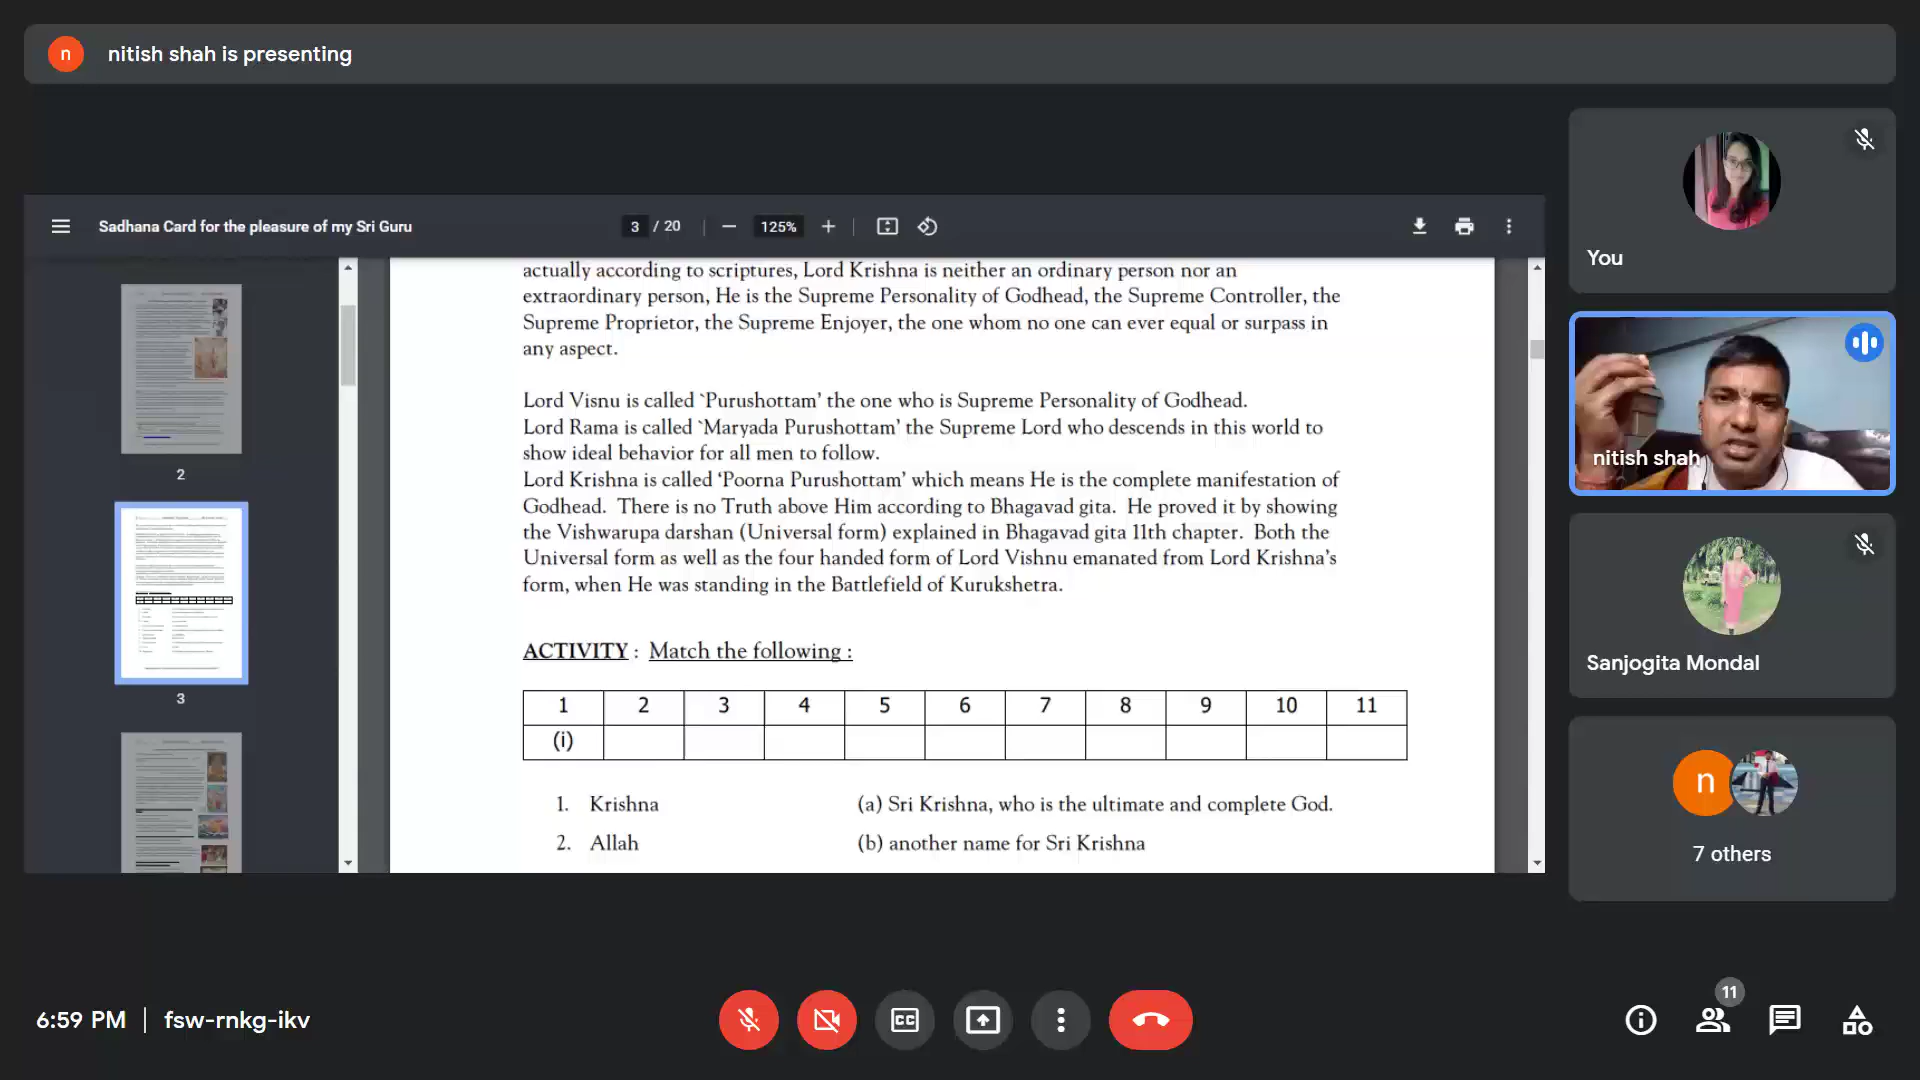 n nitish shah is presenting
Sadhana Card for the pleasure of my Sri Guru 3 / 20 125%
actually according to scriptures, Lord Krishna is neither an ordinary person nor an
extraordinary person, He is the Supreme Personality of Godhead, the Supreme Controller, the
Supreme Proprietor, the Supreme Enjoyer, the one whom no one can ever equal or surpass in
any aspect.
Lord Visnu is called `Purushottam' the one who is Supreme Personality of Godhead.
Lord Rama is called `Maryada Purushottam' the Supreme Lord who descends in this world to
show ideal behavior for all men to follow.
Lord Krishna is called 'Poorna Purushottam' which means He is the complete manifestation of
Godhead. There is no Truth above Him according to Bhagavad gita. He proved it by showing
the Vishwarupa darshan (Universal form) explained in Bhagavad gita 11th chapter. Both the
Universal form as well as the four handed form of Lord Vishnu emanated from Lord Krishna's
form, when He was standing in the Battlefield of Kurukshetra.
ACTIVITY : Match the following :
1 2 3 4 5 6 7 8 9 10 11
(i)
1. Krishna (a) Sri Krishna, who is the ultimate and complete God.
2. Allah (b) another name for Sri Krishna
2
3
You
nitish shah
Sanjogita Mondal
n
7 others
6:59 PM | fsw-rnkg-ikv
CC
11